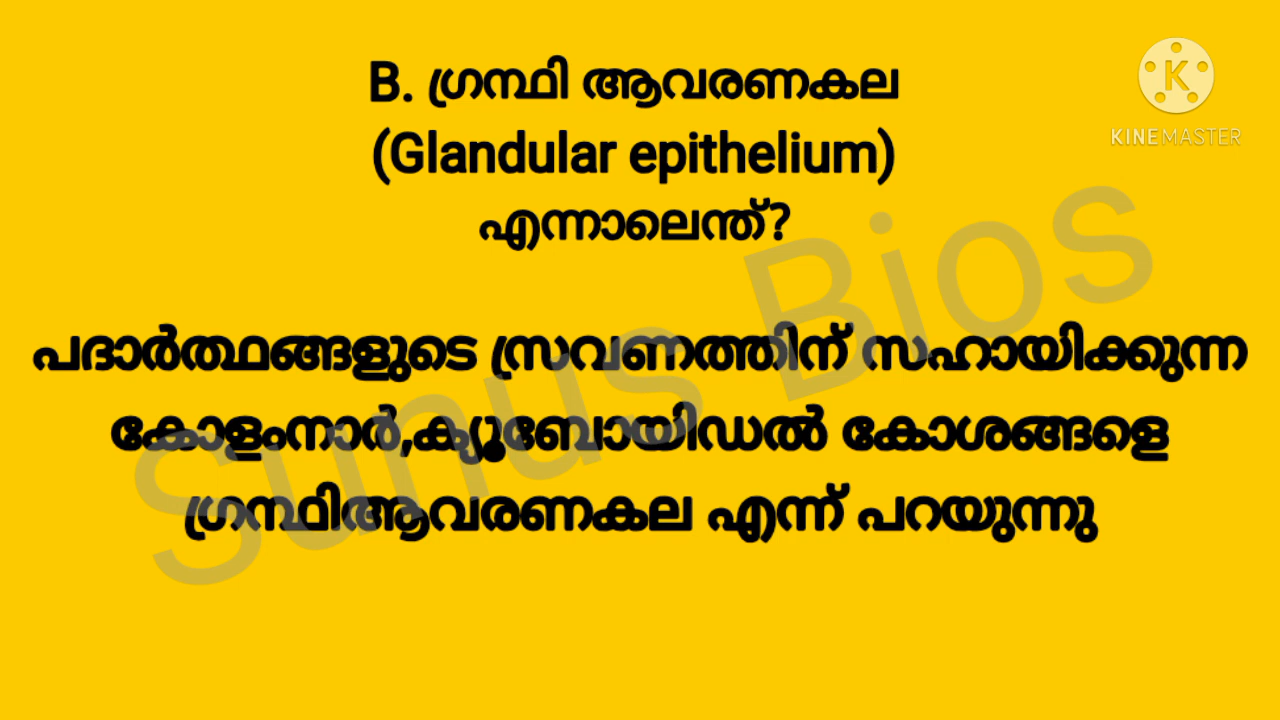 B. ഗ്രന്ഥി ആവരണകല
(Glandular epithelium)
എന്നാലെന്ത്?
പദാർത്ഥങ്ങളുടെ സ്രവണത്തിന് സഹായിക്കുന്ന
കോളംനാർ,ക്യൂബോയിഡൽ കോശങ്ങളെ
ഗ്രന്ഥിആവരണകല എന്ന് പറയുന്നു
K
KINEMASTER
Sunus Bios